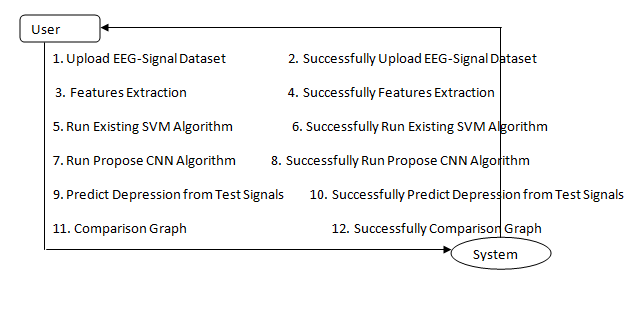 User
1. Upload EEG-Signal Dataset 2. Successfully Upload EEG-Signal Dataset
3. Features Extraction 4. Successfully Features Extraction
5. Run Existing SVM Algorithm 6. Successfully Run Existing SVM Algorithm
7. Run Propose CNN Algorithm 8. Successfully Run Propose CNN Algorithm
9. Predict Depression from Test Signals 10. Successfully Predict Depression from Test Signals
11. Comparison Graph 12. Successfully Comparison Graph
System